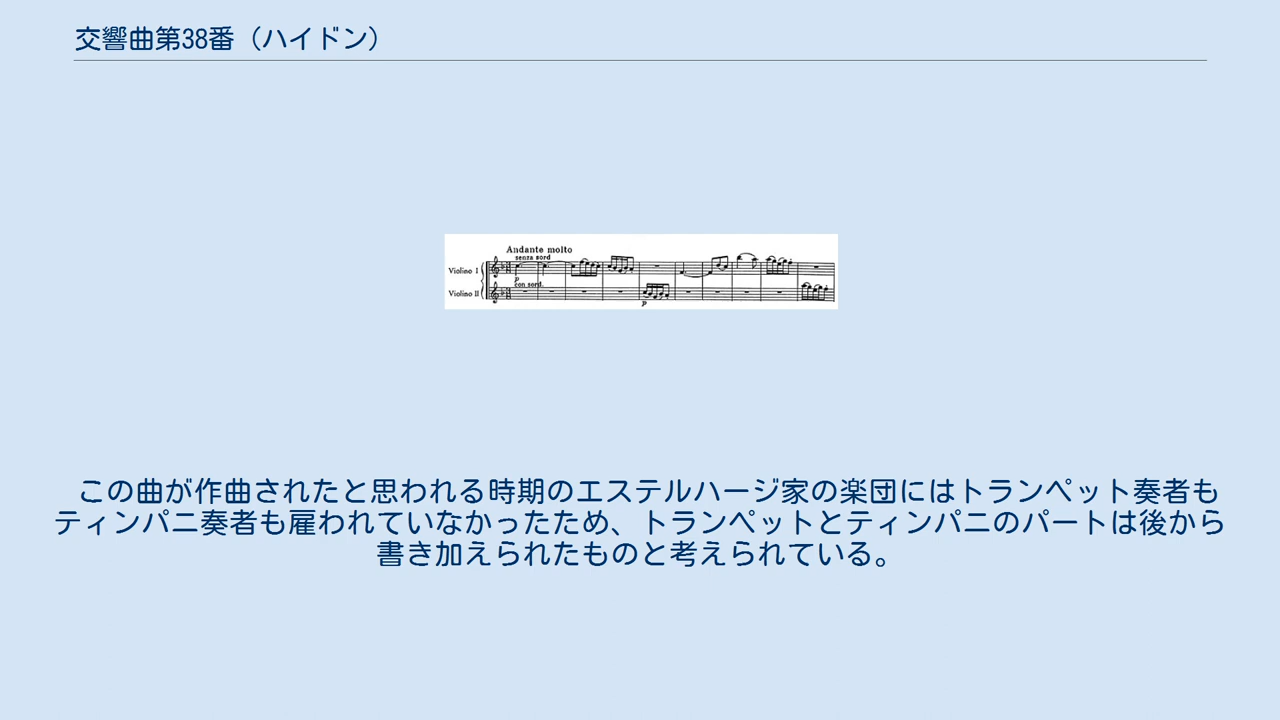 交響曲第38番（ハイドン）
Andante molto
senza sord
Violino I
p
con sord.
Violino II
p
この曲が作曲されたと思われる時期のエステルハージ家の楽団にはトランペット奏者も
ティンパニ奏者も雇われていなかったため、トランペットとティンパニのパートは後から
書き加えられたものと考えられている。